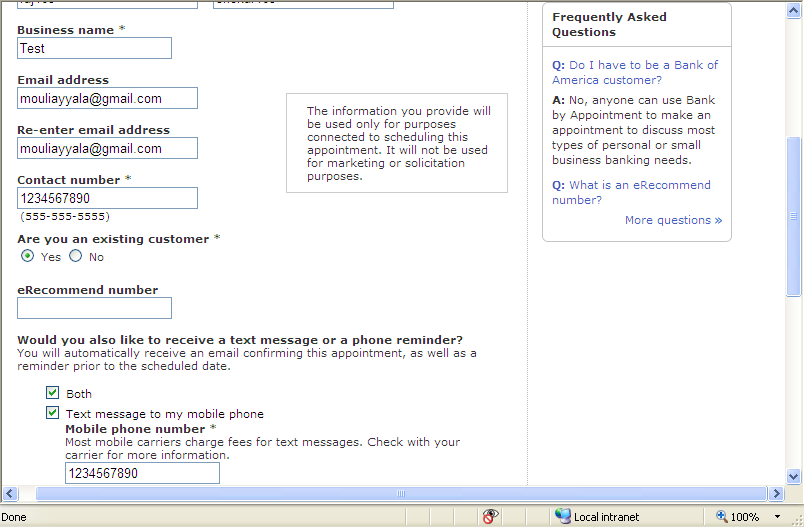 Business name *
Test
Email address
mouliayyala@gmail.com
Re-enter email address
mouliayyala@gmail.com
Contact number *
1234567890
(555-555-5555)
Are you an existing customer *
Yes No
eRecommend number
Would you also like to receive a text message or a phone reminder?
You will automatically receive an email confirming this appointment, as well as a
reminder prior to the scheduled date.
Both
Text message to my mobile phone
Mobile phone number *
Most mobile carriers charge fees for text messages. Check with your
carrier for more information.
1234567890
The information you provide will
be used only for purposes
connected to scheduling this
appointment. It will not be used
for marketing or solicitation
purposes.
Frequently Asked
Questions
Q: Do I have to be a Bank of
America customer?
A: No, anyone can use Bank
by Appointment to make an
appointment to discuss most
types of personal or small
business banking needs.
Q: What is an eRecommend
number?
More questions »
Done
Local intranet
100%